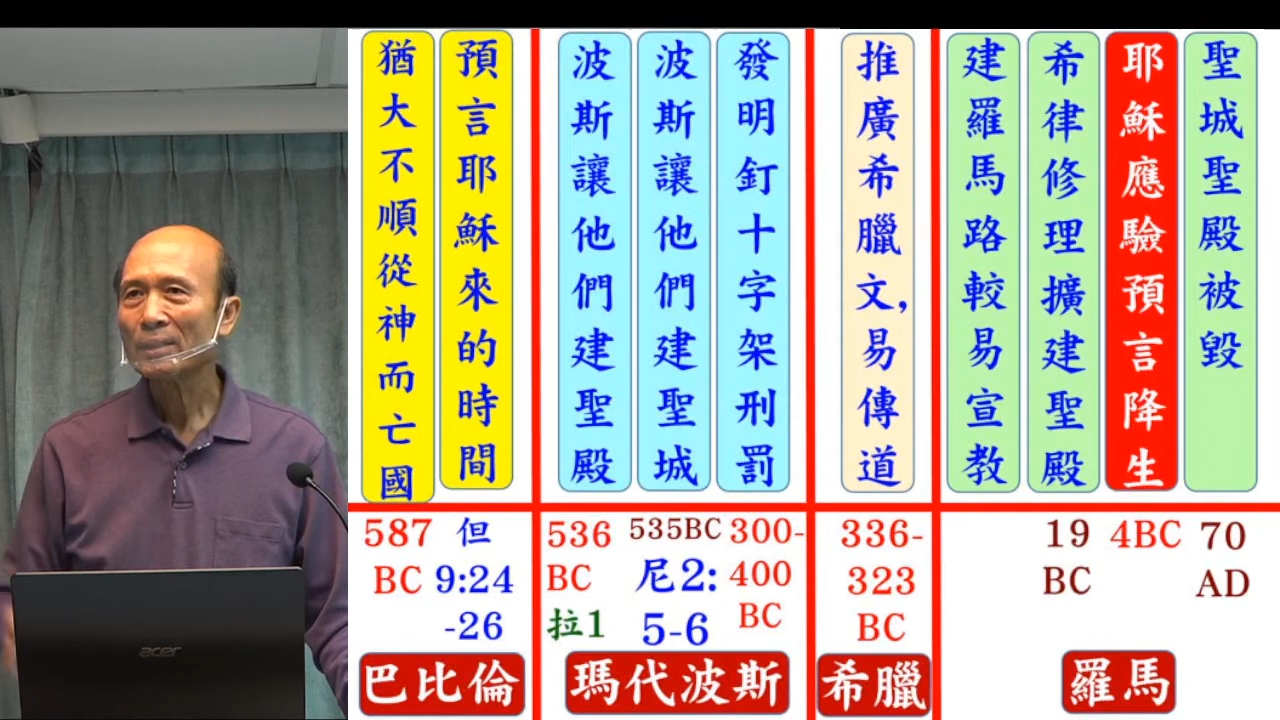 猶大不順從神而亡國
預言耶穌來的時間
波斯讓他們建聖殿
波斯讓他們建聖城
發明釘十字架刑罰
推廣希臘文,易傳道
建羅馬路較易宣教
希律修理擴建聖殿
耶穌應驗預言降生
聖城聖殿被毀
587
BC
但
9:24
-26
536
BC
拉1
535BC
尼2:
5-6
300-
400
BC
336-
323
BC
19
BC
4BC
70
AD
巴比倫
瑪代波斯
希臘
羅馬
acer